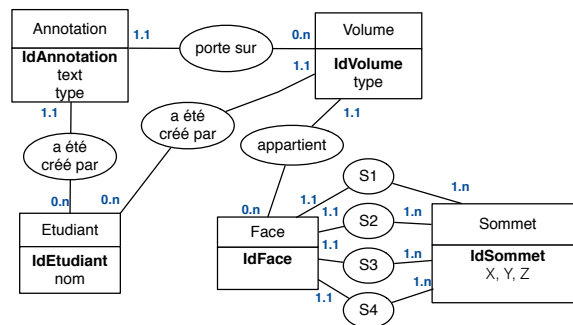 Annotation
IdAnnotation
text
type
1.1
porte sur
0.n
Volume
IdVolume
type
1.1
1.1
1.1
a été
créé par
a été
créé par
appartient
0.n
0.n
0.n
Etudiant
IdEtudiant
nom
Face
IdFace
1.1
S1
1.n
1.1
S2
1.n
1.1
S3
1.n
1.1
S4
1.n
Sommet
IdSommet
X, Y, Z